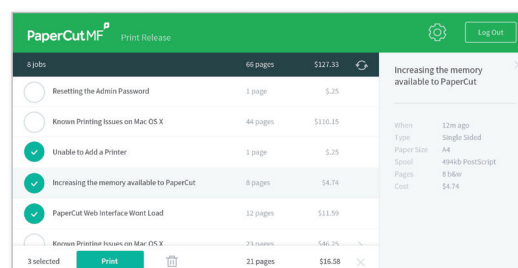 PaperCut MF P Print Release
Log Out
8 jobs 66 pages $127.33
Resetting the Admin Password 1 page $.25
Known Printing Issues on Mac OS X 44 pages $110.15
Unable to Add a Printer 1 page $.25
Increasing the memory available to PaperCut 8 pages $4.74
PaperCut Web Interface Wont Load 12 pages $11.59
Known Printing Issues on Mac OS X 23 pages $46.25
3 selected Print 21 pages $16.58
Increasing the memory
available to PaperCut
When 12m ago
Type Single Sided
Paper Size A4
Spool 494kb PostScript
Pages 8 b&w
Cost $4.74